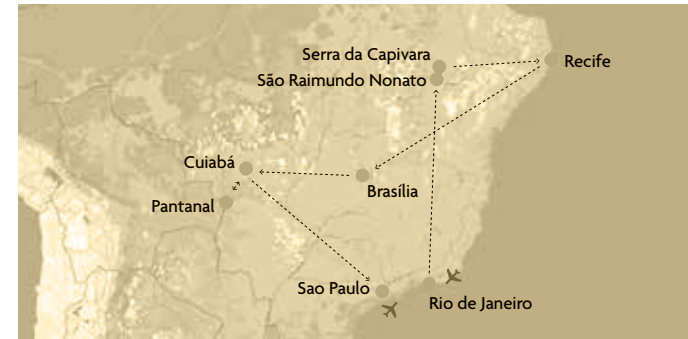 Serra da Capivara
Recife
São Raimundo Nonato
Cuiabá
Brasília
Pantanal
Sao Paulo
Rio de Janeiro